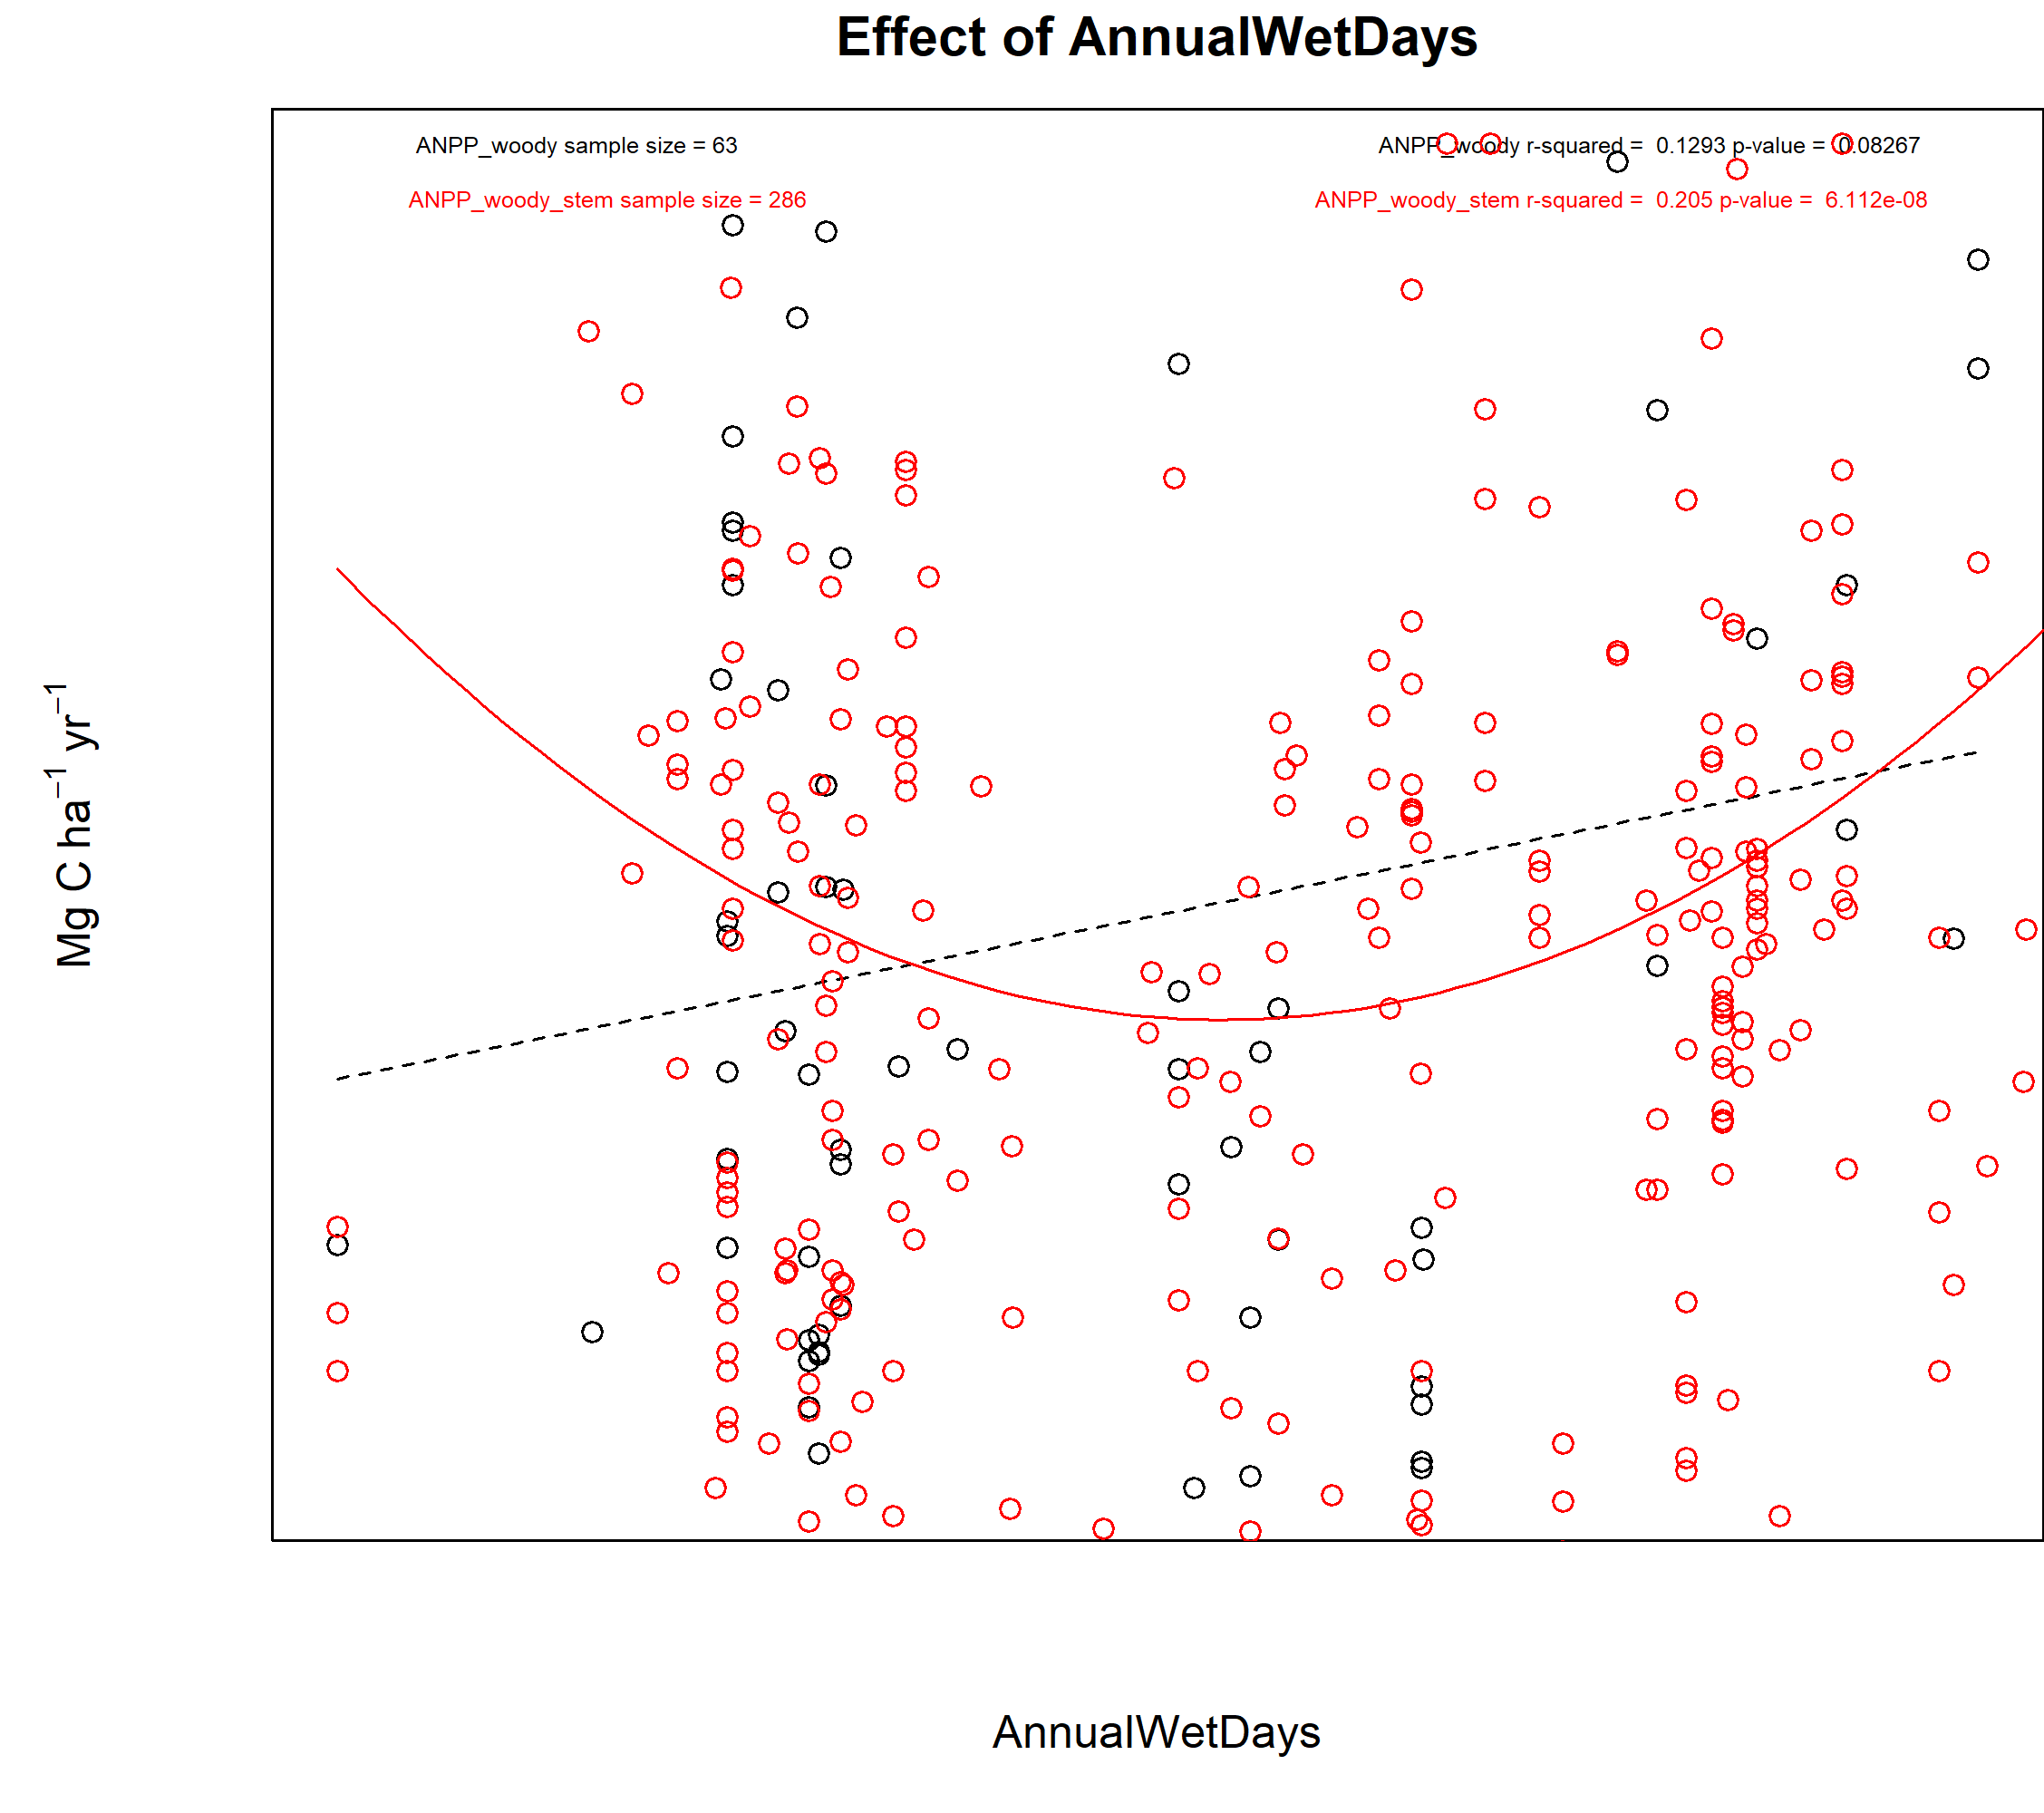 Effect of AnnualWetDays
ANPP_woody sample size = 63
ANPP_woody r-squared = 0.1293 p-value = 0.08267
ANPP_woody_stem sample size = 286
ANPP_woody_stem r-squared = 0.205 p-value = 6.112e-08
Mg C ha⁻¹ yr⁻¹
AnnualWetDays